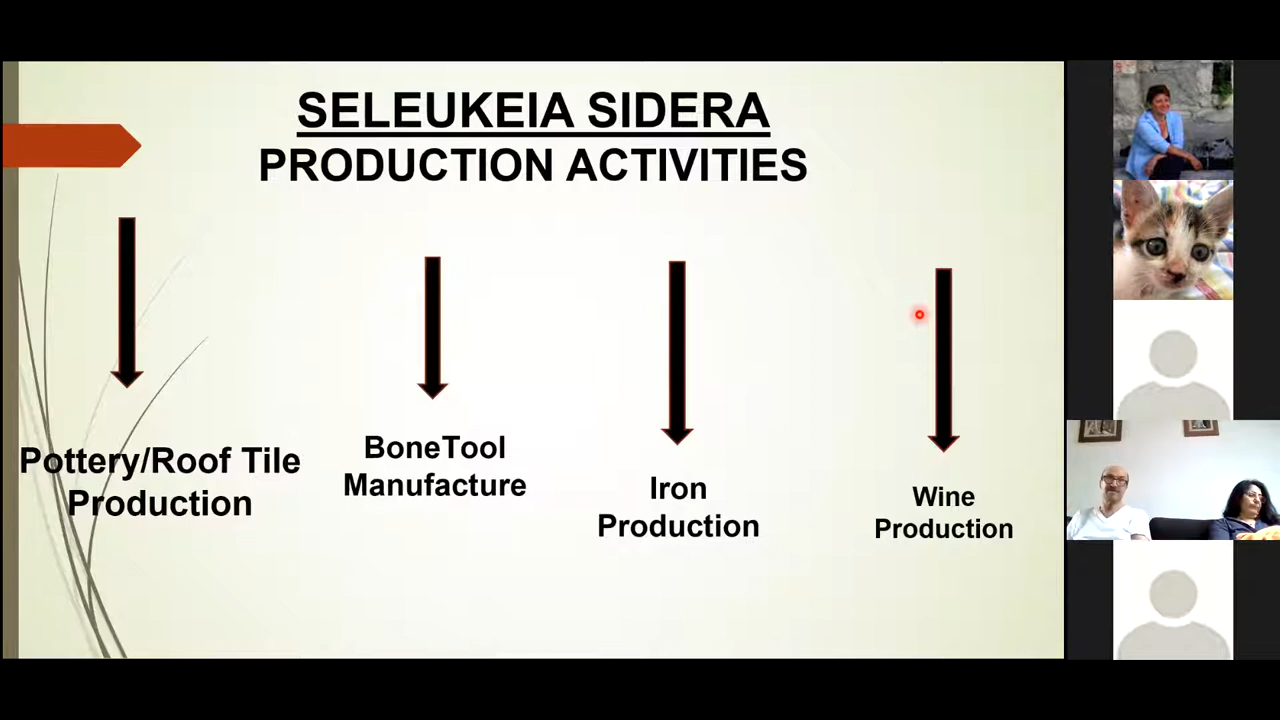 SELEUKEIA SIDERA
PRODUCTION ACTIVITIES
Pottery/Roof Tile
Production
BoneTool
Manufacture
Iron
Production
Wine
Production